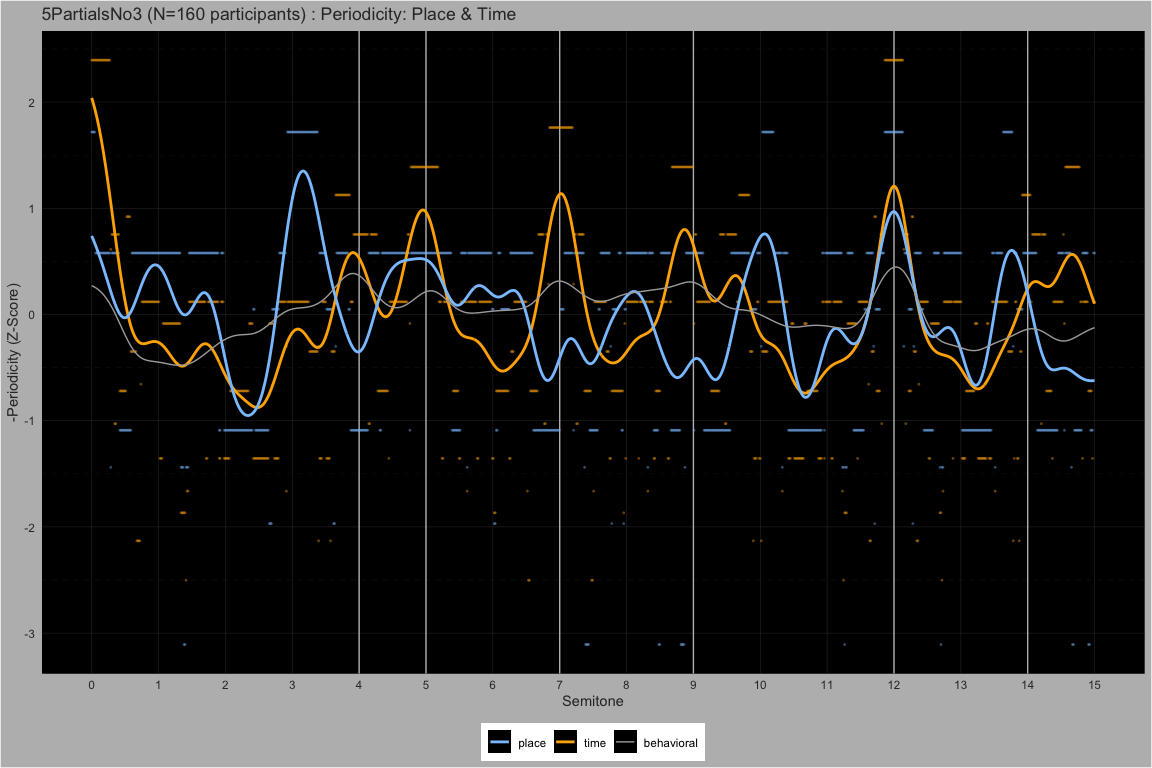 5PartialsNo3 (N=160 participants) : Periodicity: Place & Time
-Periodicity (Z-Score)
2
1
0
-1
-2
-3
0 1 2 3 4 5 6 7 8 9 10 11 12 13 14 15
Semitone
place time behavioral